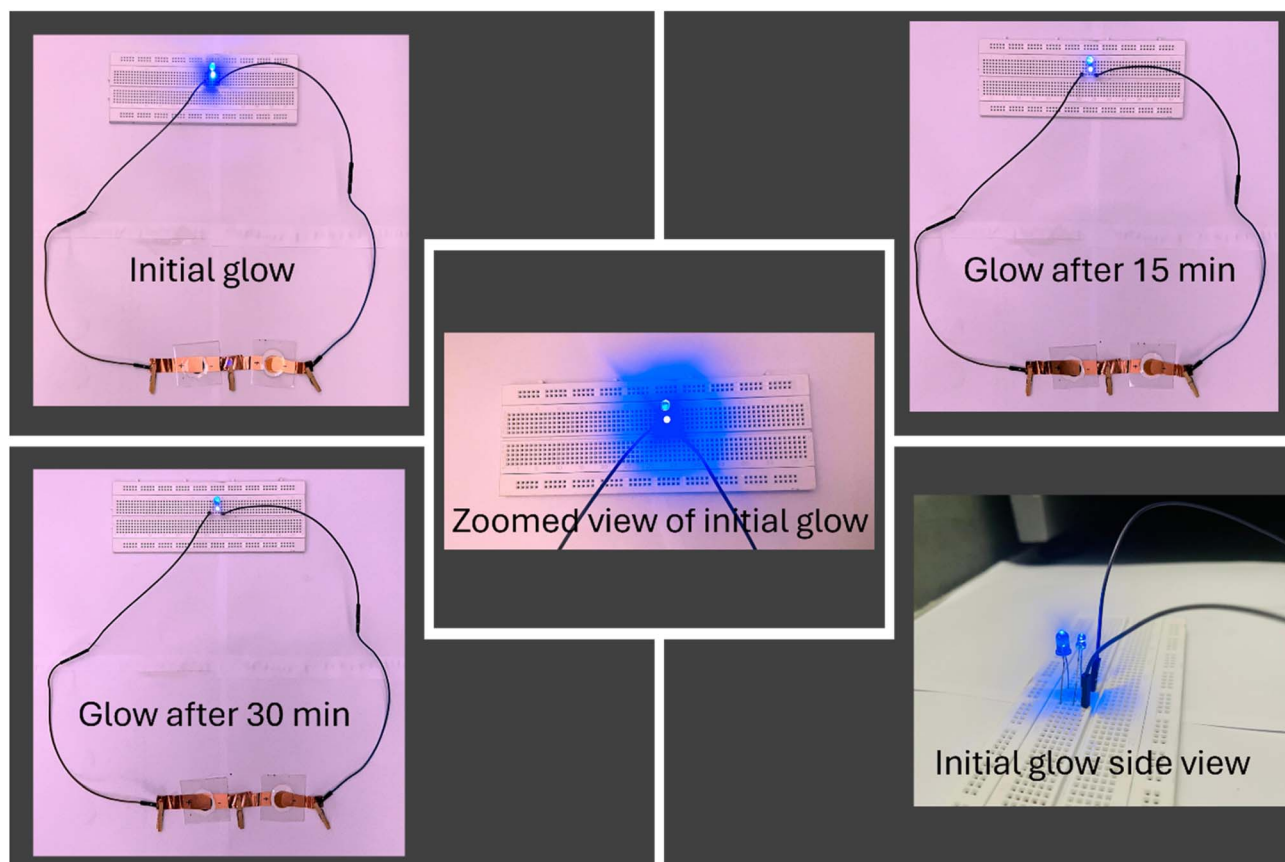 Initial glow
Glow after 15 min
Zoomed view of initial glow
Glow after 30 min
Initial glow side view